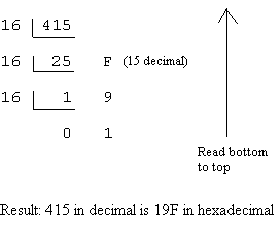 16 415
16 25 F (15 decimal)
16 1 9
0 1
Read bottom
to top
Result: 415 in decimal is 19F in hexadecimal